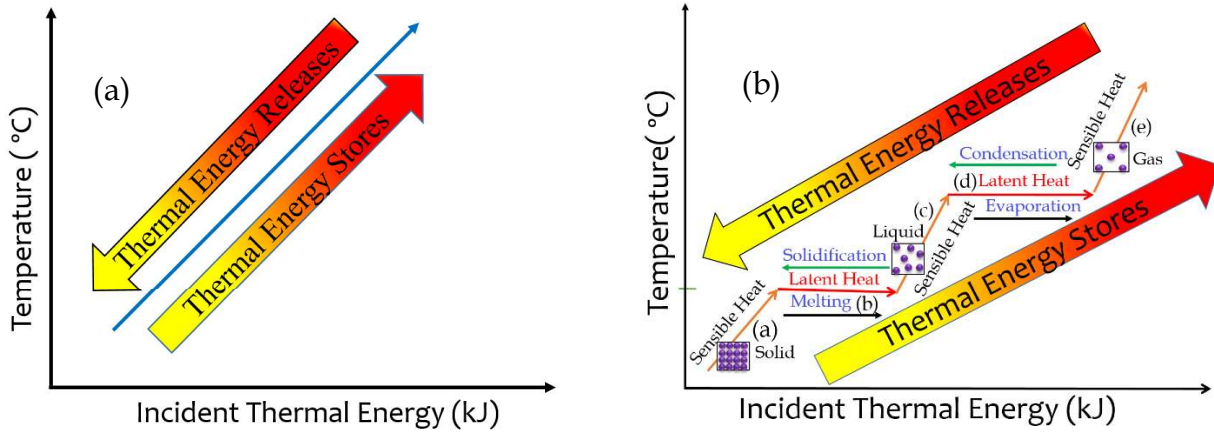 (a)
Temperature( °C)
Thermal Energy Releases
Thermal Energy Stores
Incident Thermal Energy (kJ)
(b)
Temperature( °C)
Thermal Energy Releases
Sensible Heat
(e)
Gas
Condensation
(d)
Latent Heat
Evaporation
(c)
Liquid
Sensible Heat
Solidification
Latent Heat
Melting
(b)
Sensible Heat
(a)
Solid
Thermal Energy Stores
Incident Thermal Energy (kJ)